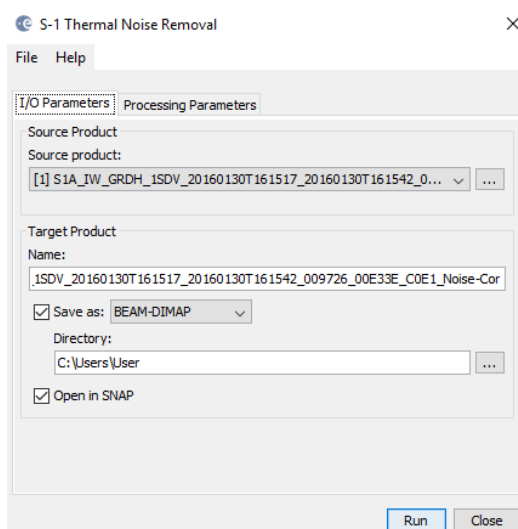 S-1 Thermal Noise Removal
File Help
I/O Parameters Processing Parameters
Source Product
Source product:
[1] S1A_IW_GRDH_1SDV_20160130T161517_20160130T161542_0... ...
Target Product
Name:
_1SDV_20160130T161517_20160130T161542_009726_00E33E_C0E1_Noise-Cor
Save as: BEAM-DIMAP
Directory:
C:\Users\User ...
Open in SNAP
Run Close